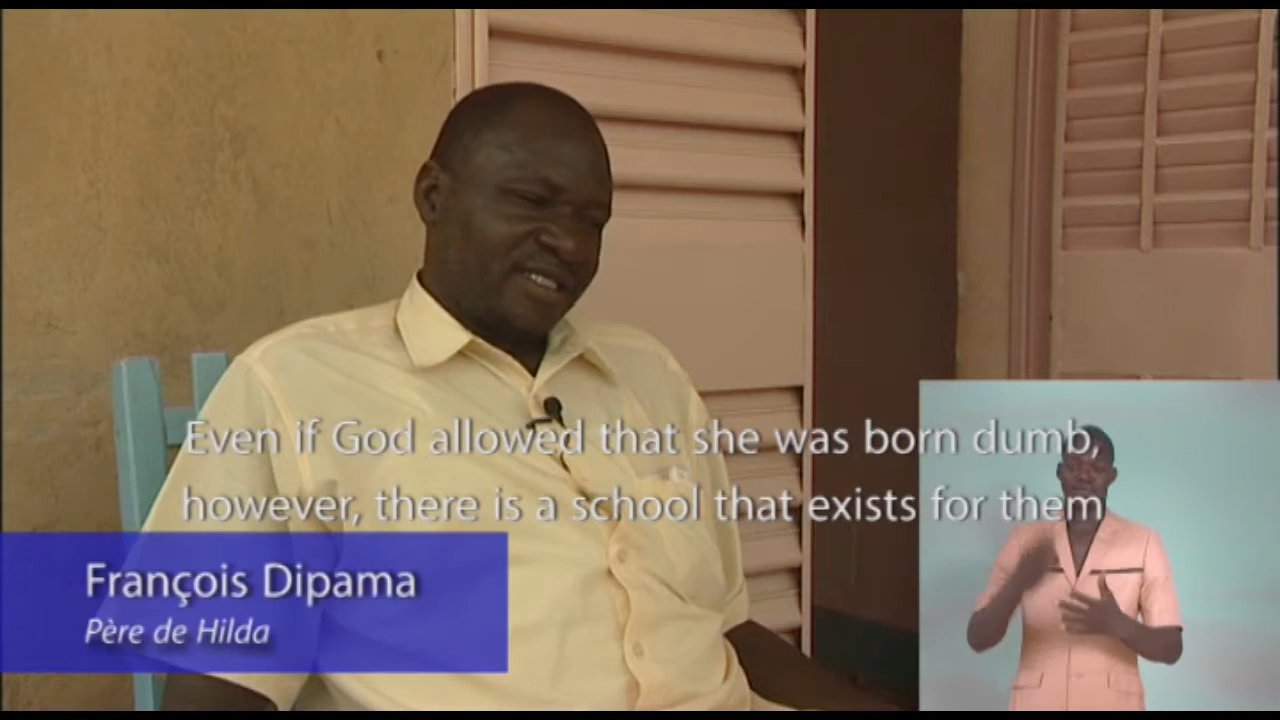 Even if God allowed that she was born dumb,
however, there is a school that exists for them
François Dipama
Père de Hilda